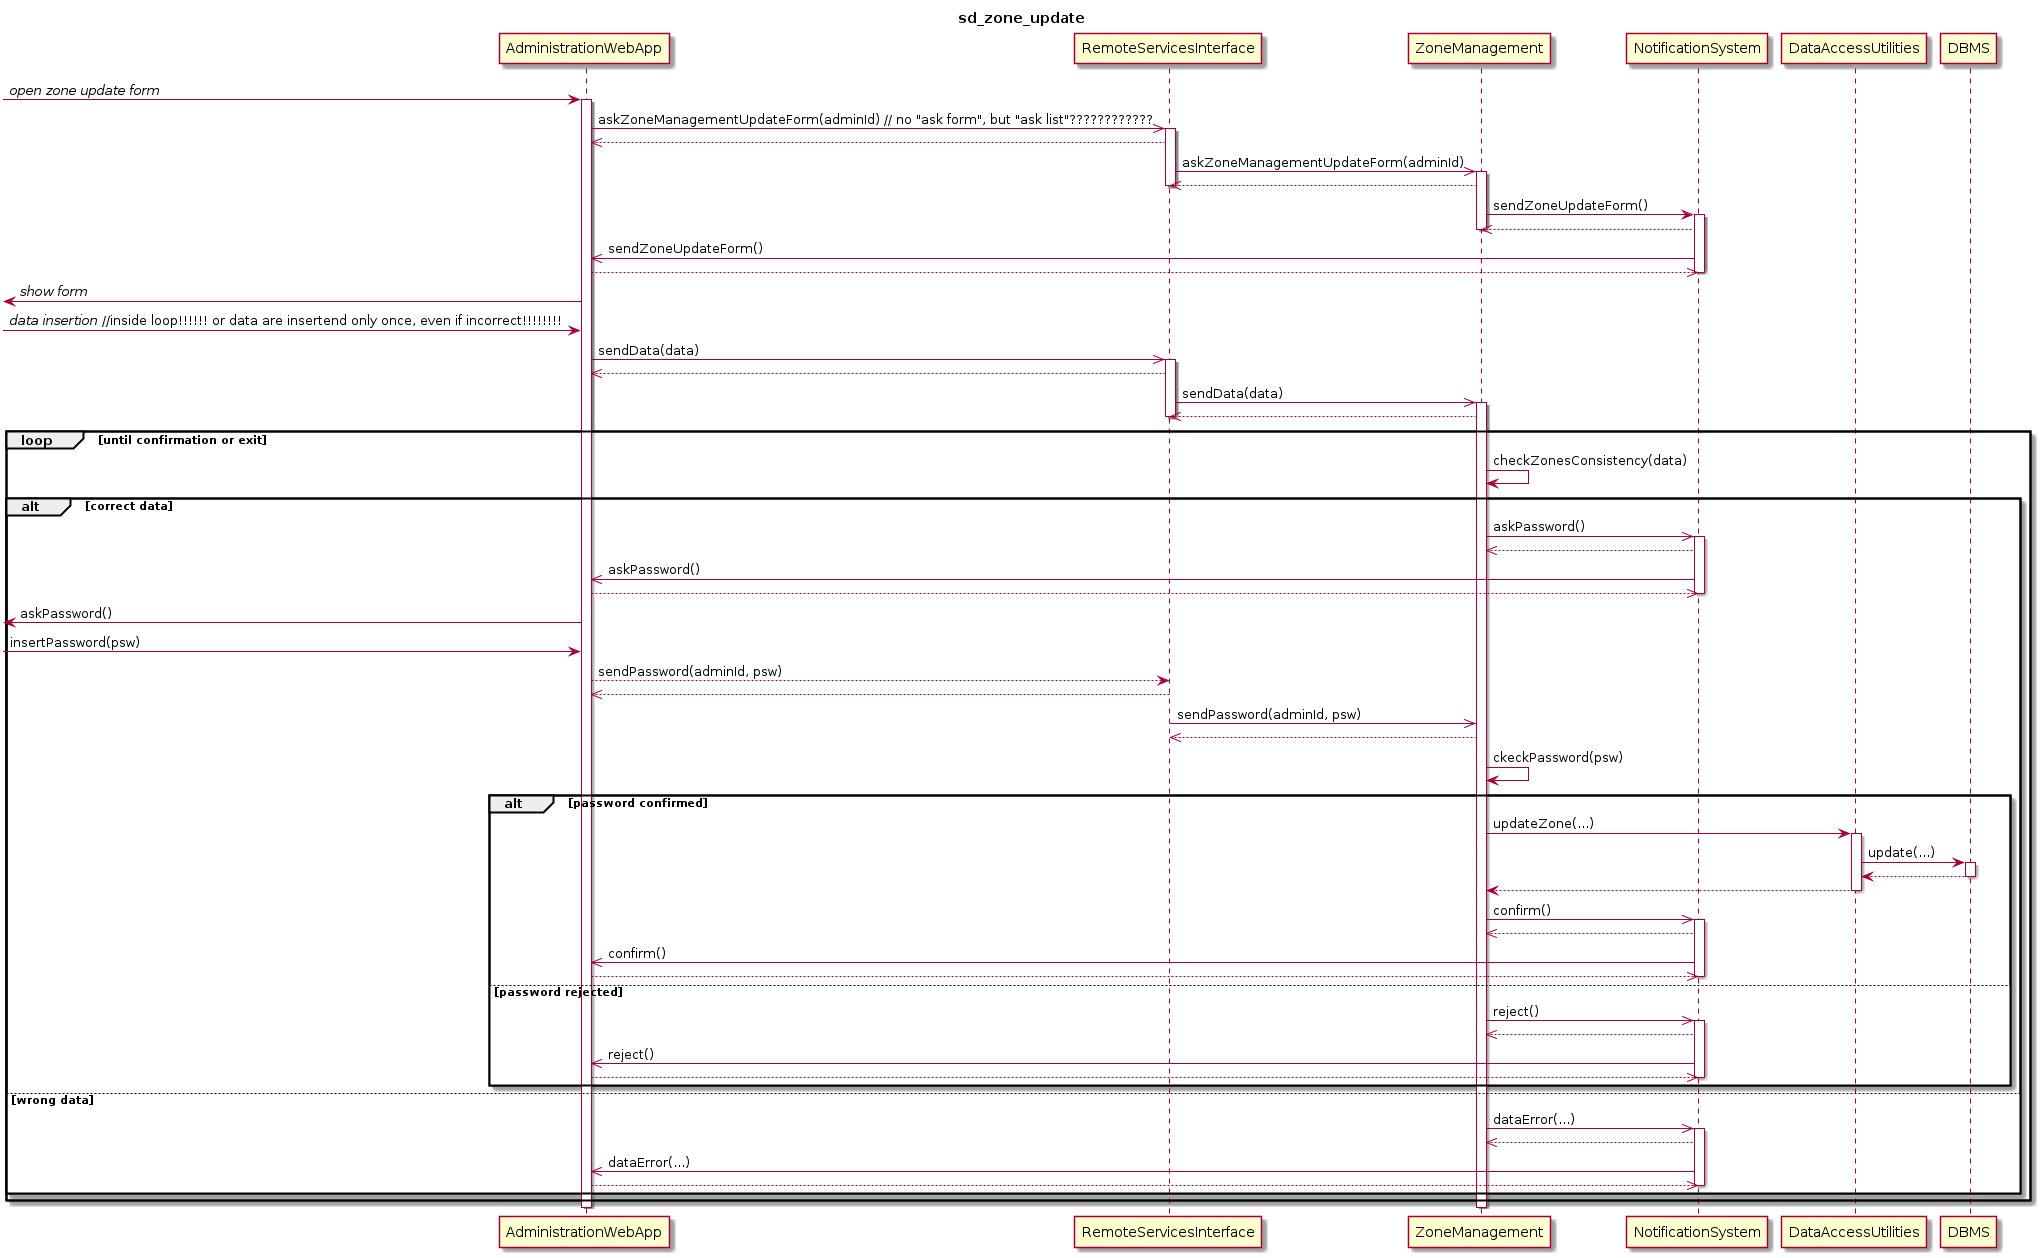 sd_zone_update
AdministrationWebApp
RemoteServicesInterface
ZoneManagement
NotificationSystem
DataAccessUtilities
DBMS
open zone update form
askZoneManagementUpdateForm(adminId) // no "ask form", but "ask list"????????????
askZoneManagementUpdateForm(adminId)
sendZoneUpdateForm()
sendZoneUpdateForm()
show form
data insertion //inside loop!!!!!! or data are insertend only once, even if incorrect!!!!!!!!
sendData(data)
sendData(data)
loop [until confirmation or exit]
checkZonesConsistency(data)
alt [correct data]
askPassword()
askPassword()
askPassword()
insertPassword(psw)
sendPassword(adminId, psw)
sendPassword(adminId, psw)
ckeckPassword(psw)
alt [password confirmed]
updateZone(...)
update(...)
confirm()
confirm()
[password rejected]
reject()
reject()
[wrong data]
dataError(...)
dataError(...)
AdministrationWebApp
RemoteServicesInterface
ZoneManagement
NotificationSystem
DataAccessUtilities
DBMS